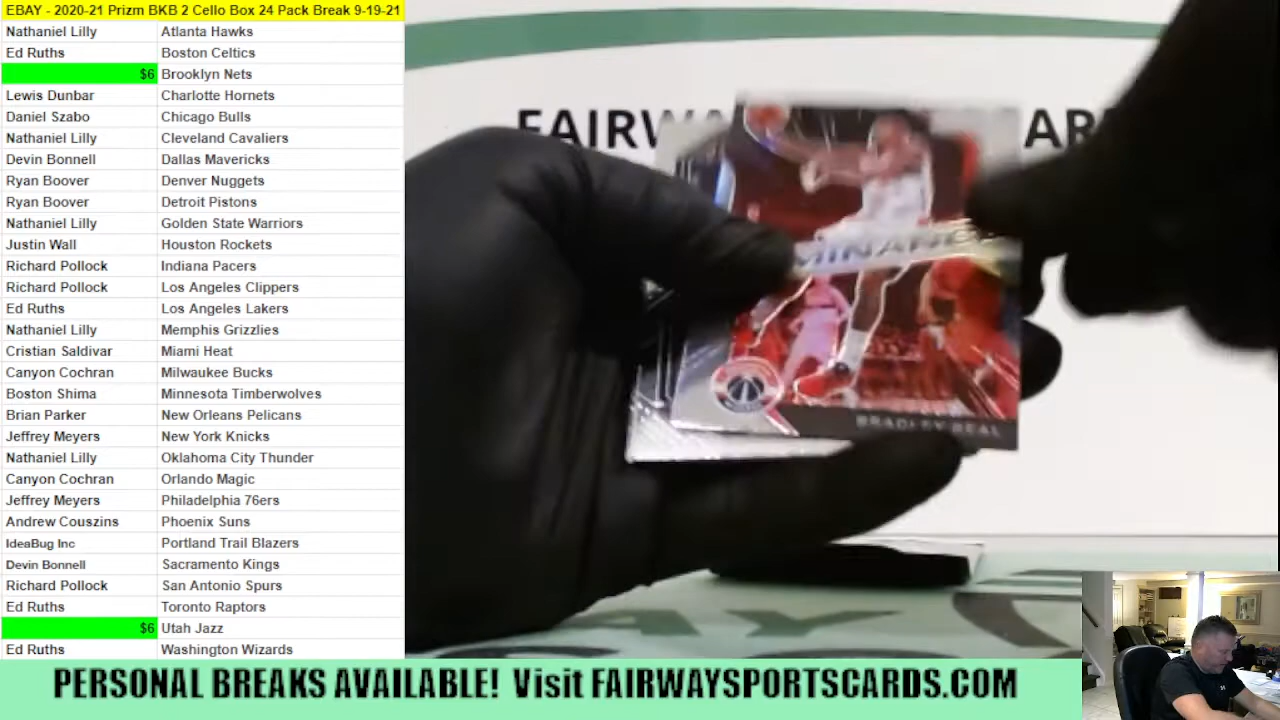 EBAY - 2020-21 Prizm BKB 2 Cello Box 24 Pack Break 9-19-21
Nathaniel Lilly Atlanta Hawks
Ed Ruths Boston Celtics
$6 Brooklyn Nets
Lewis Dunbar Charlotte Hornets
Daniel Szabo Chicago Bulls
Nathaniel Lilly Cleveland Cavaliers
Devin Bonnell Dallas Mavericks
Ryan Boover Denver Nuggets
Ryan Boover Detroit Pistons
Nathaniel Lilly Golden State Warriors
Justin Wall Houston Rockets
Richard Pollock Indiana Pacers
Richard Pollock Los Angeles Clippers
Ed Ruths Los Angeles Lakers
Nathaniel Lilly Memphis Grizzlies
Cristian Saldivar Miami Heat
Canyon Cochran Milwaukee Bucks
Boston Shima Minnesota Timberwolves
Brian Parker New Orleans Pelicans
Jeffrey Meyers New York Knicks
Nathaniel Lilly Oklahoma City Thunder
Canyon Cochran Orlando Magic
Jeffrey Meyers Philadelphia 76ers
Andrew Couszins Phoenix Suns
IdeaBug Inc Portland Trail Blazers
Devin Bonnell Sacramento Kings
Richard Pollock San Antonio Spurs
Ed Ruths Toronto Raptors
$6 Utah Jazz
Ed Ruths Washington Wizards
FAIRW AR
MINANC
BRADLEY BEAL
PERSONAL BREAKS AVAILABLE! Visit FAIRWAYSPORTSCARDS.COM